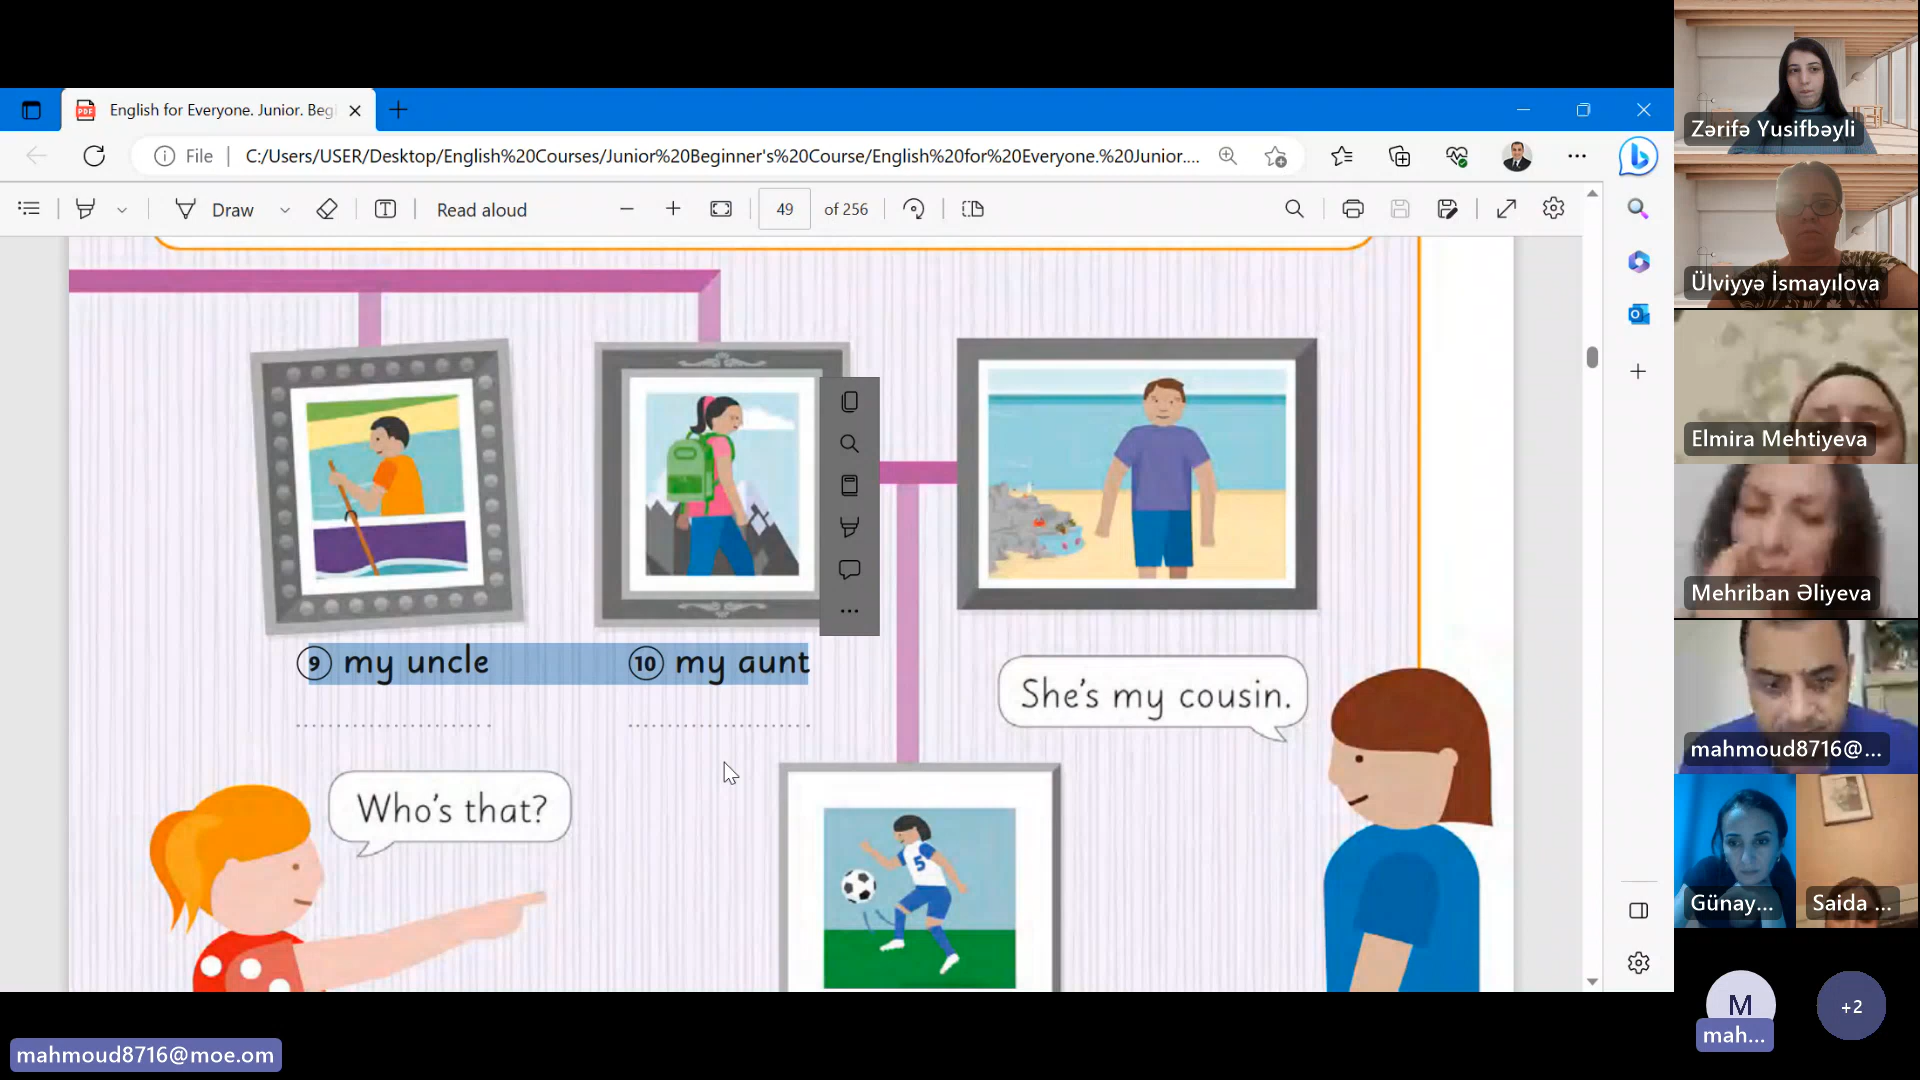 English for Everyone. Junior. Beg
File
C:/Users/USER/Desktop/English%20Courses/Junior%20Beginner's%20Course/English%20for%20Everyone.%20Junior....
Draw
Read aloud
49
of 256
9 my uncle
10 my aunt
She's my cousin.
Who's that?
5
Zərifə Yusifbəyli
Ülviyyə İsmayılova
Elmira Mehtiyeva
Mehriban Əliyeva
mahmoud8716@...
Günay...
Saida ...
M
mah...
+2
mahmoud8716@moe.om